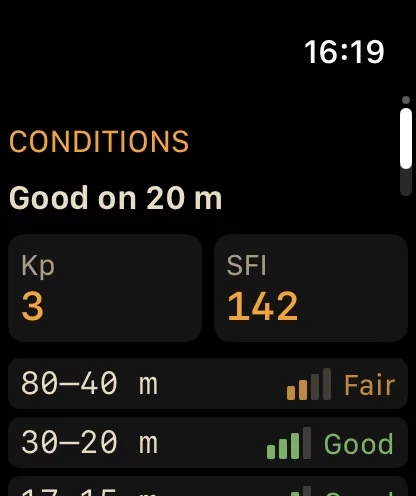 16:19
CONDITIONS
Good on 20 m
Kp SFI
3 142
80–40 m Fair
30–20 m Good